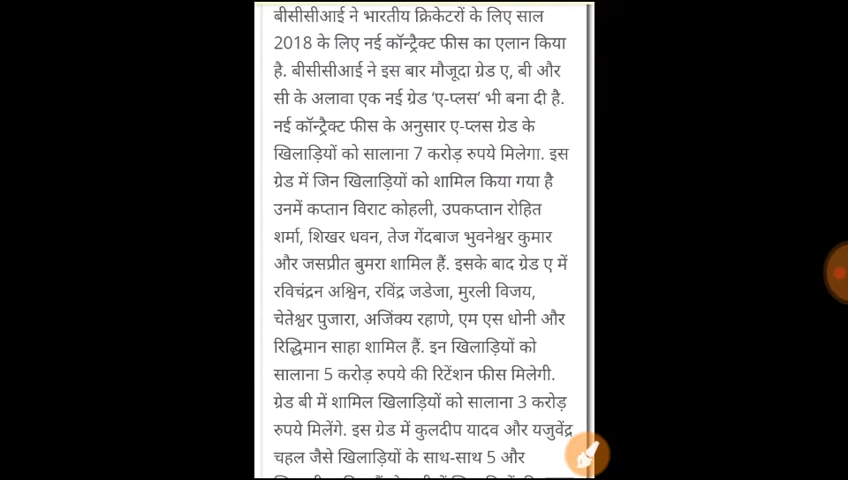 बीसीसीआई ने भारतीय क्रिकेटरों के लिए साल
2018 के लिए नई कॉन्ट्रैक्ट फीस का एलान किया
है. बीसीसीआई ने इस बार मौजूदा ग्रेड ए, बी और
सी के अलावा एक नई ग्रेड ‘ए-प्लस’ भी बना दी है.
नई कॉन्ट्रैक्ट फीस के अनुसार ए-प्लस ग्रेड के
खिलाड़ियों को सालाना 7 करोड़ रुपये मिलेगा. इस
ग्रेड में जिन खिलाड़ियों को शामिल किया गया है
उनमें कप्तान विराट कोहली, उपकप्तान रोहित
शर्मा, शिखर धवन, तेज गेंदबाज भुवनेश्वर कुमार
और जसप्रीत बुमरा शामिल हैं. इसके बाद ग्रेड ए में
रविचंद्रन अश्विन, रविंद्र जडेजा, मुरली विजय,
चेतेश्वर पुजारा, अजिंक्य रहाणे, एम एस धोनी और
रिद्धिमान साहा शामिल हैं. इन खिलाड़ियों को
सालाना 5 करोड़ रुपये की रिटेंशन फीस मिलेगी.
ग्रेड बी में शामिल खिलाड़ियों को सालाना 3 करोड़
रुपये मिलेंगे. इस ग्रेड में कुलदीप यादव और यजुवेंद्र
चहल जैसे खिलाड़ियों के साथ-साथ 5 और